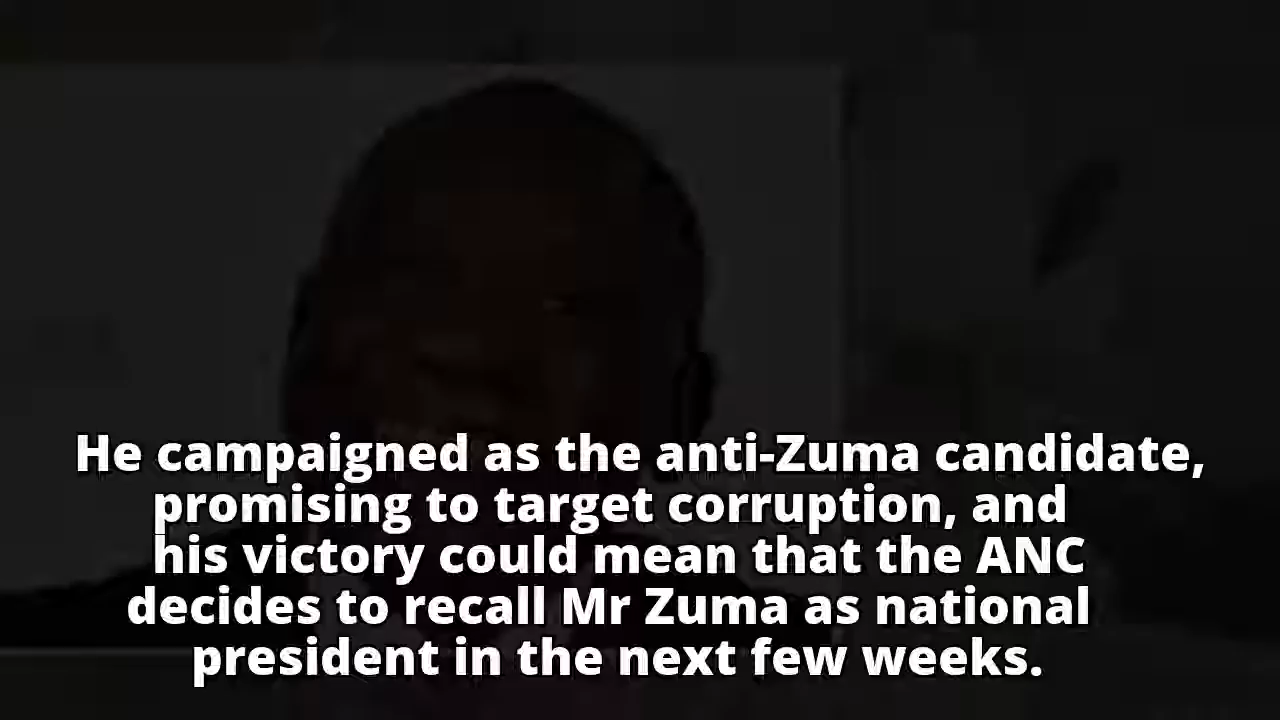 He campaigned as the anti-Zuma candidate,
promising to target corruption, and
his victory could mean that the ANC
decides to recall Mr Zuma as national
president in the next few weeks.